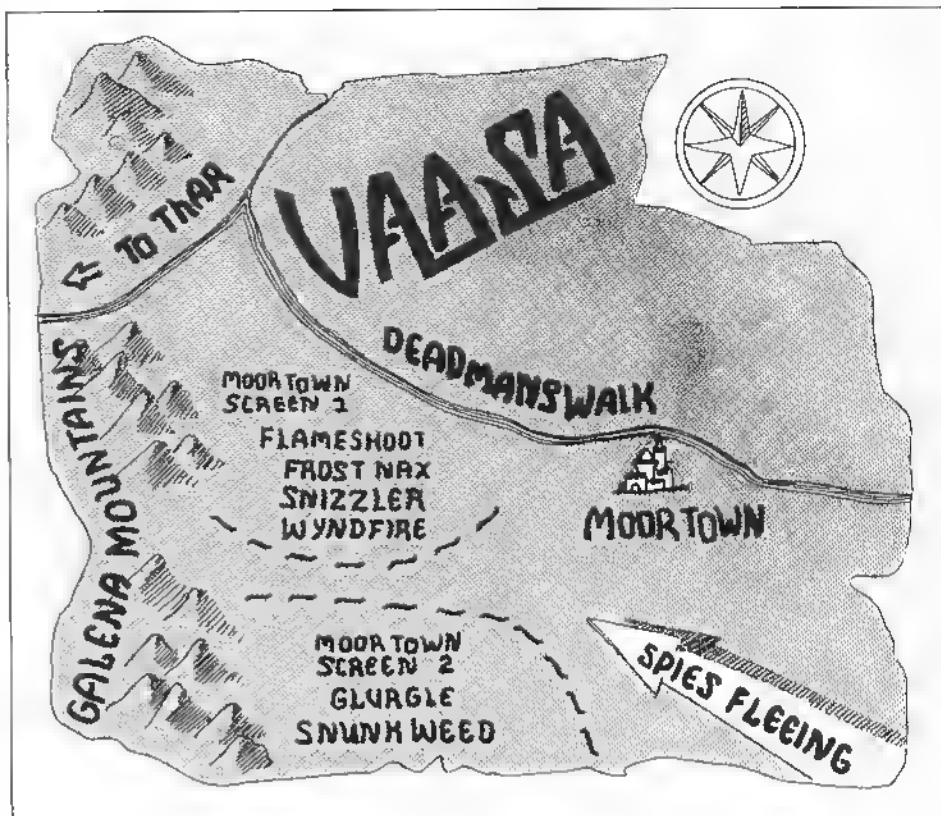 VAASA
TO THAR
DEADMANSWALK
GALENA MOUNTAINS
MOORTOWN
SCREEN 1
FLAMESHOOT
FROST NAX
SNIZZLER
WYNDFIRE
MOORTOWN
MOORTOWN
SCREEN 2
GLURGLE
SNUNKWEED
SPIES FLEEING